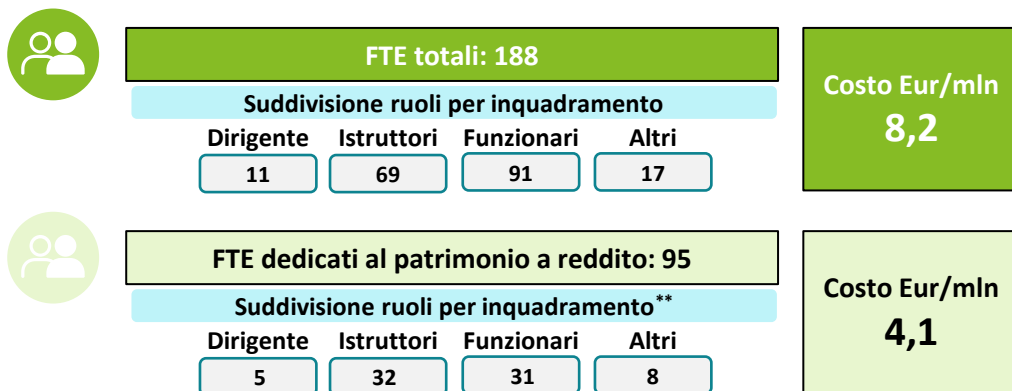 FTE totali: 188
Suddivisione ruoli per inquadramento
Dirigente Istruttori Funzionari Altri
11 69 91 17
Costo Eur/mln
8,2
FTE dedicati al patrimonio a reddito: 95
Suddivisione ruoli per inquadramento**
Dirigente Istruttori Funzionari Altri
5 32 31 8
Costo Eur/mln
4,1